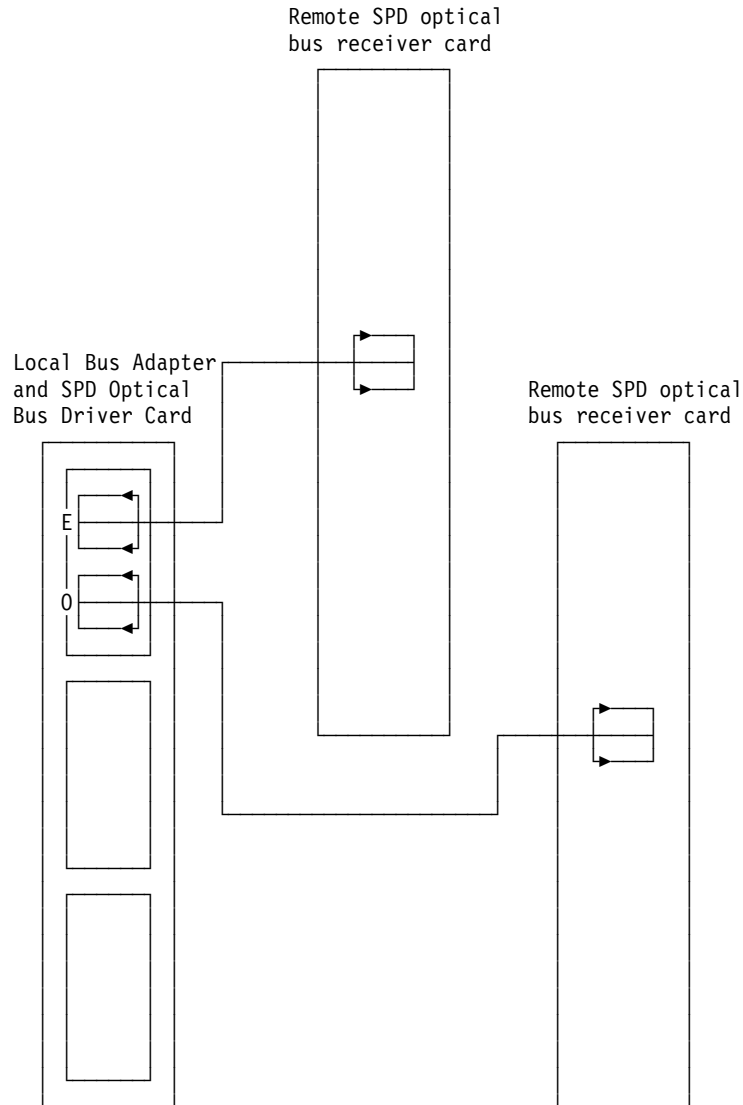 Remote SPD optical
bus receiver card
Local Bus Adapter
and SPD Optical
Bus Driver Card
Remote SPD optical
bus receiver card
E
O